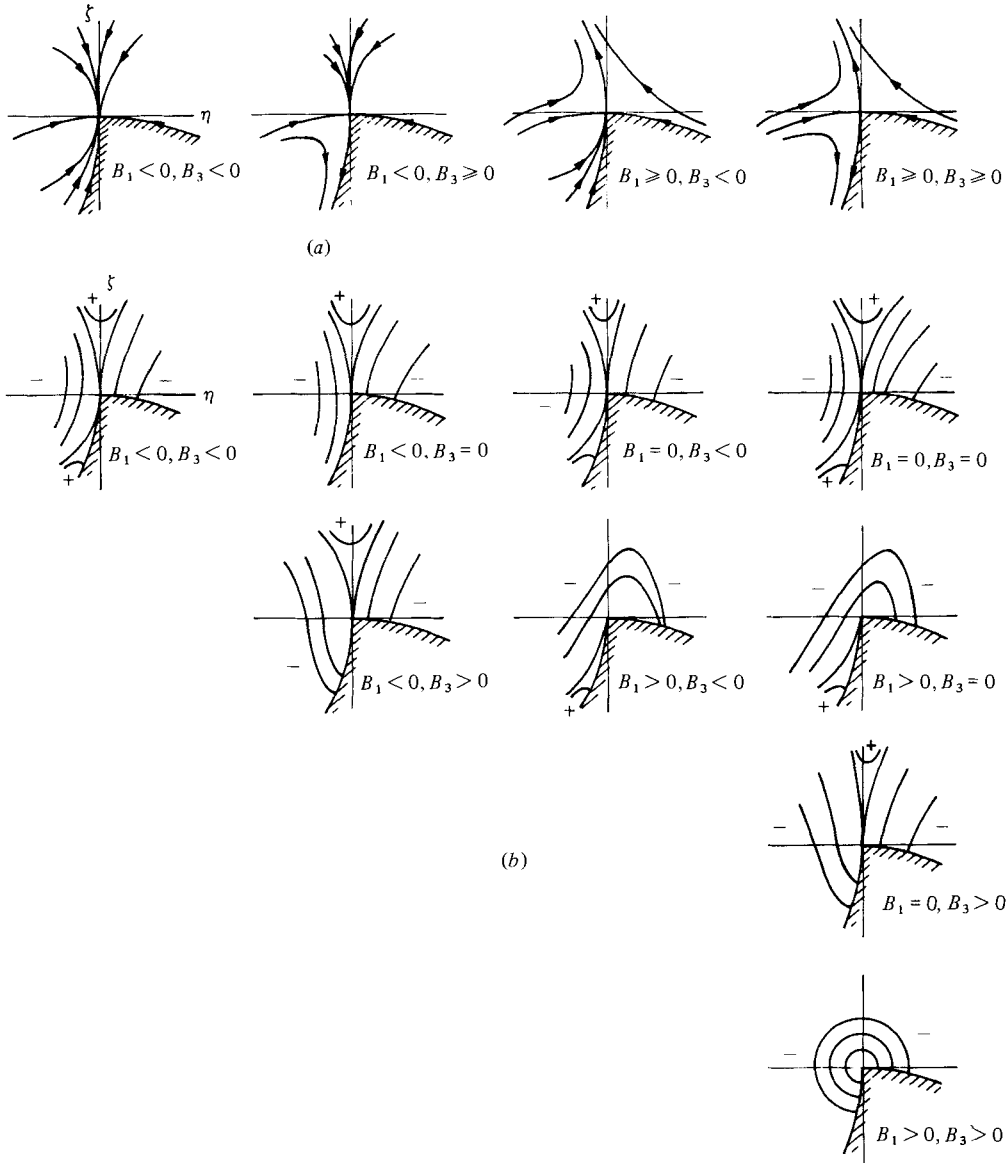 ζ
η
B₁ < 0, B₃ < 0
B₁ < 0, B₃ ⩾ 0
B₁ ⩾ 0, B₃ < 0
B₁ ⩾ 0, B₃ ⩾ 0
(a)
ζ
+ + + +
− − − −− − − − −
η
B₁ < 0, B₃ < 0
B₁ < 0, B₃ = 0
B₁ = 0, B₃ < 0
B₁ = 0, B₃ = 0
+ +
+
− − − −
− −
B₁ < 0, B₃ > 0
B₁ > 0, B₃ < 0
B₁ > 0, B₃ = 0
+ +
+
− −
(b)
B₁ = 0, B₃ > 0
− −
B₁ > 0, B₃ > 0